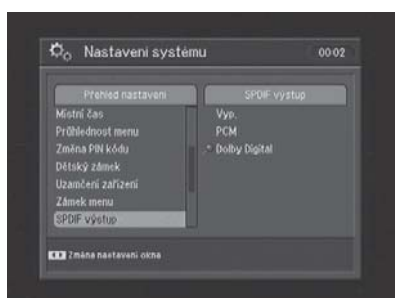 Nastavení systému 00:02
Přehled nastavení
Místní čas
Průhlednost menu
Změna PIN kódu
Dětský zámek
Uzamčení zařízení
Zámek menu
SPDIF výstup
SPDIF výstup
Vyp.
PCM
Dolby Digital
Změna nastavení okna